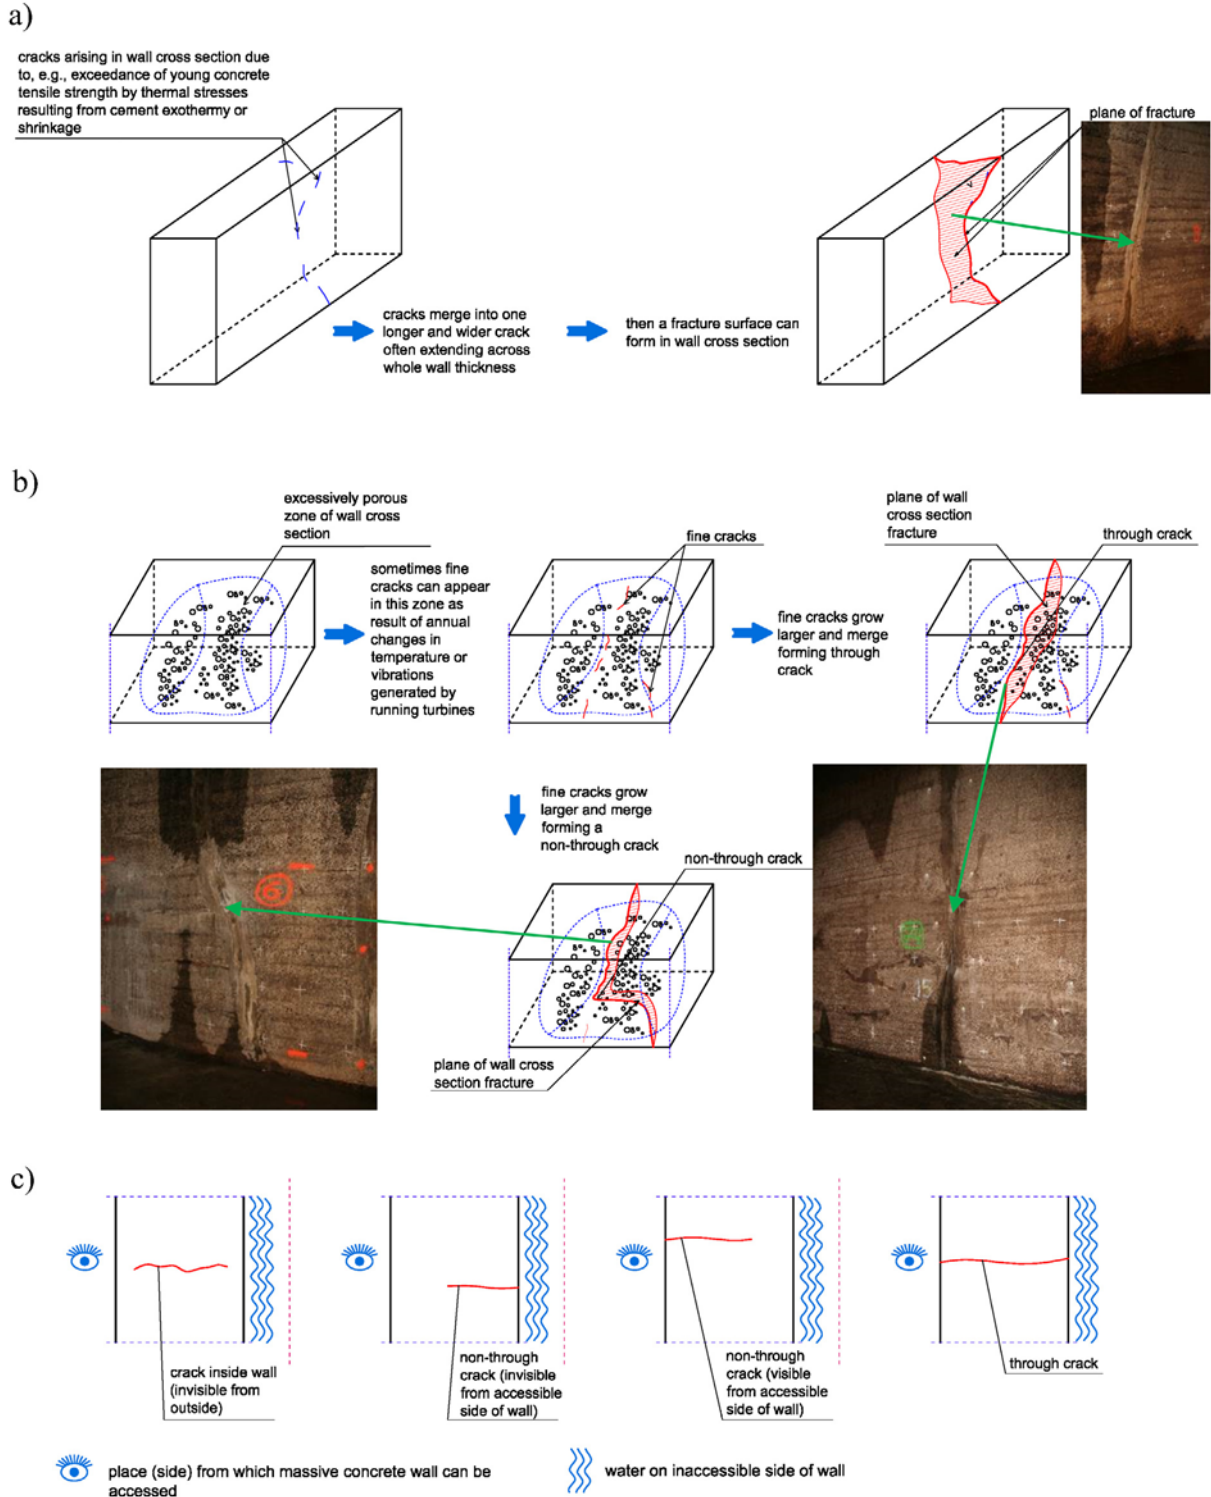 a)
cracks arising in wall cross section due
to, e.g., exceedance of young concrete
tensile strength by thermal stresses
resulting from cement exothermy or
shrinkage
plane of fracture
cracks merge into one
longer and wider crack
often extending across
whole wall thickness
then a fracture surface can
form in wall cross section
b)
excessively porous
zone of wall cross
section
sometimes fine
cracks can appear
in this zone as
result of annual
changes in
temperature or
vibrations
generated by
running turbines
fine cracks
fine cracks grow
larger and merge
forming through
crack
plane of wall
cross section
fracture
through crack
fine cracks grow
larger and merge
forming a
non-through crack
non-through crack
plane of wall cross
section fracture
15
c)
crack inside wall
(invisible from
outside)
non-through
crack (invisible
from accessible
side of wall)
non-through
crack (visible
from accessible
side of wall)
through crack
place (side) from which massive concrete wall can be
accessed
water on inaccessible side of wall